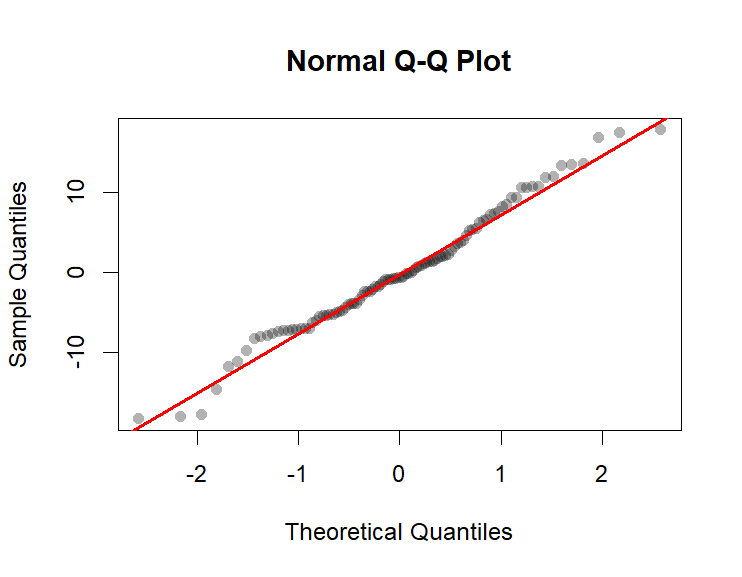 Normal Q-Q Plot
Sample Quantiles
10
0
-10
-2 -1 0 1 2
Theoretical Quantiles